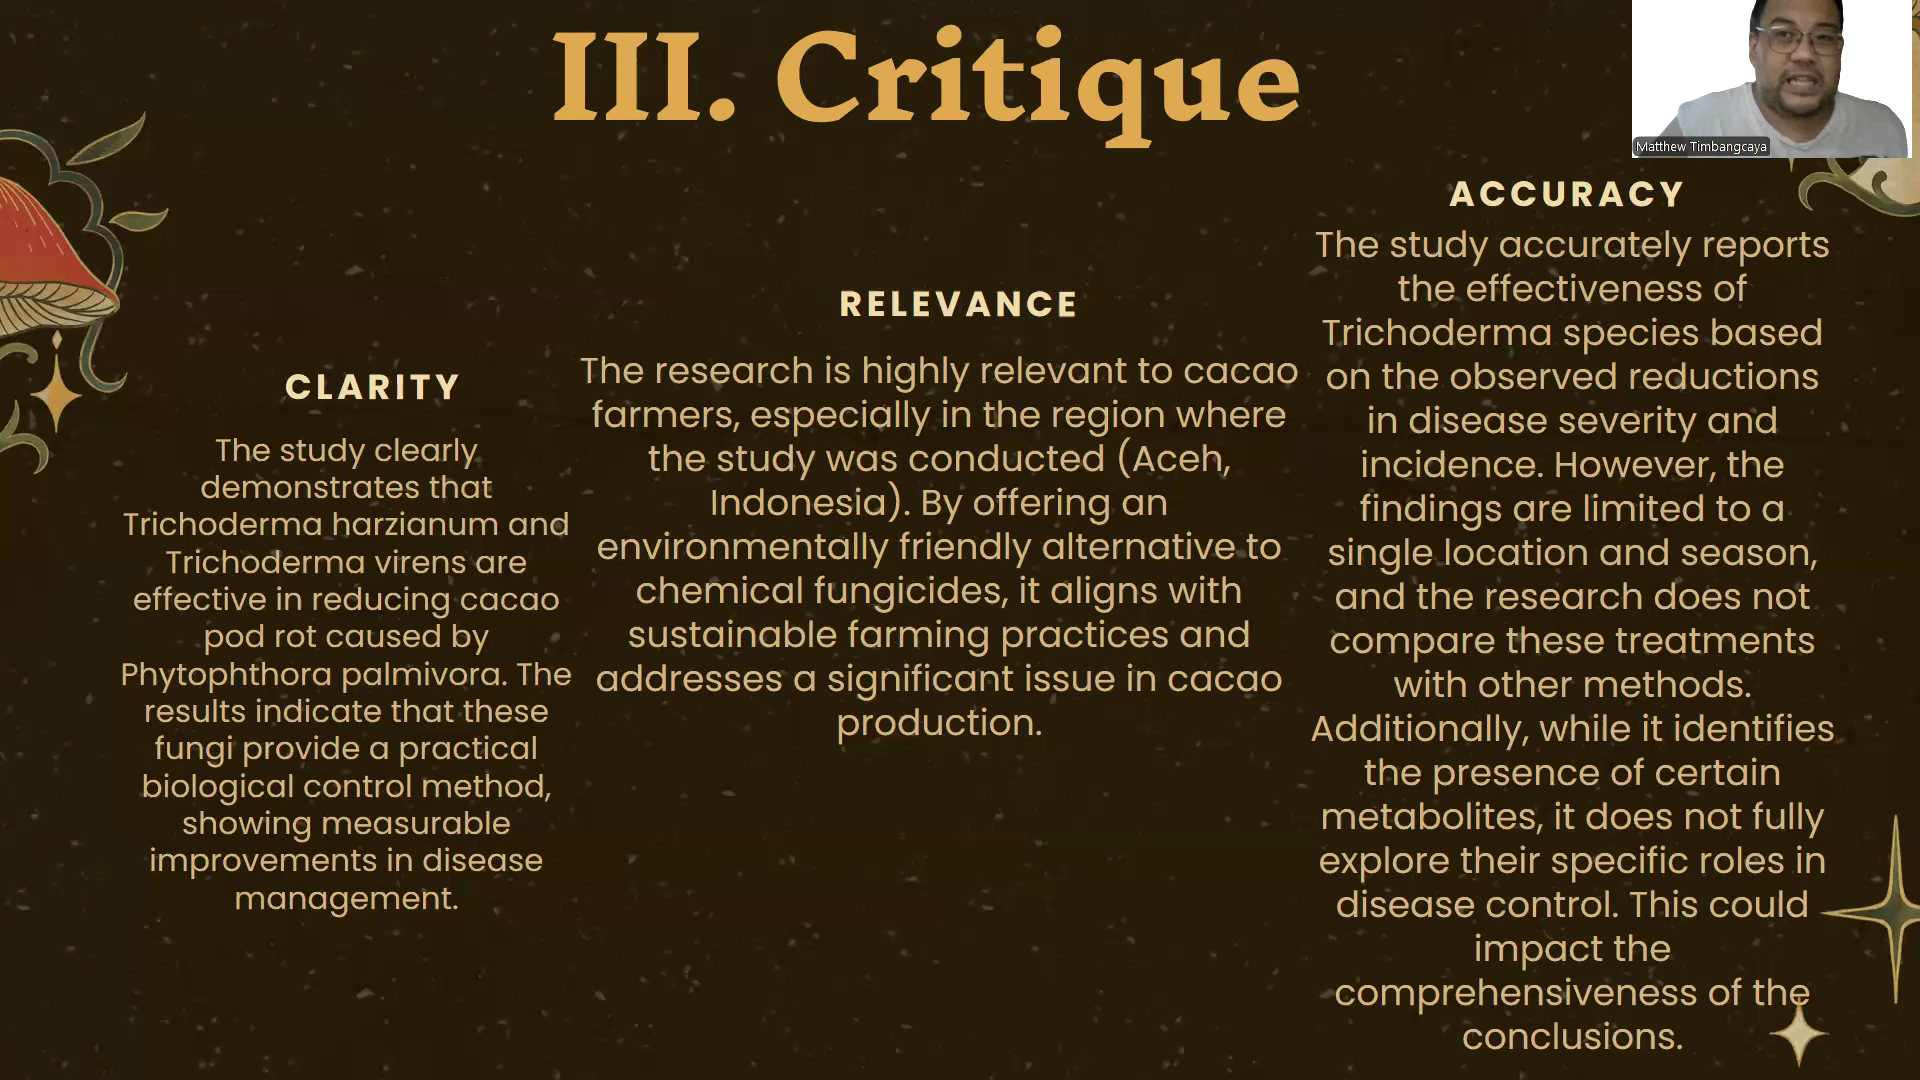 III. Critique
Matthew Timbangcaya
CLARITY
The study clearly
demonstrates that
Trichoderma harzianum and
Trichoderma virens are
effective in reducing cacao
pod rot caused by
Phytophthora palmivora. The
results indicate that these
fungi provide a practical
biological control method,
showing measurable
improvements in disease
management.
RELEVANCE
The research is highly relevant to cacao
farmers, especially in the region where
the study was conducted (Aceh,
Indonesia). By offering an
environmentally friendly alternative to
chemical fungicides, it aligns with
sustainable farming practices and
addresses a significant issue in cacao
production.
ACCURACY
The study accurately reports
the effectiveness of
Trichoderma species based
on the observed reductions
in disease severity and
incidence. However, the
findings are limited to a
single location and season,
and the research does not
compare these treatments
with other methods.
Additionally, while it identifies
the presence of certain
metabolites, it does not fully
explore their specific roles in
disease control. This could
impact the
comprehensiveness of the
conclusions.